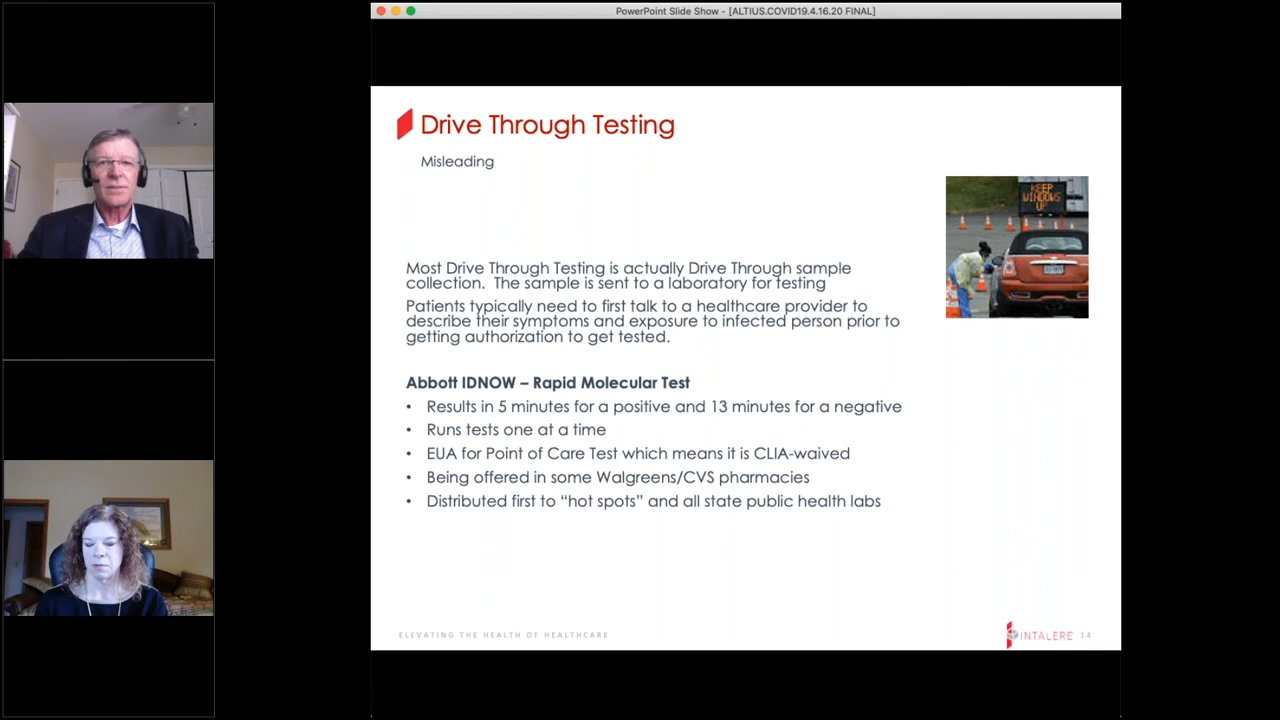 PowerPoint Slide Show - [ALTIUS.COVID19.4.16.20 FINAL]
Drive Through Testing
Misleading
KEEP
WINDOWS
UP
Most Drive Through Testing is actually Drive Through sample
collection. The sample is sent to a laboratory for testing
Patients typically need to first talk to a healthcare provider to
describe their symptoms and exposure to infected person prior to
getting authorization to get tested.
Abbott IDNOW – Rapid Molecular Test
• Results in 5 minutes for a positive and 13 minutes for a negative
• Runs tests one at a time
• EUA for Point of Care Test which means it is CLIA-waived
• Being offered in some Walgreens/CVS pharmacies
• Distributed first to “hot spots” and all state public health labs
ELEVATING THE HEALTH OF HEALTHCARE
INTALERE 14